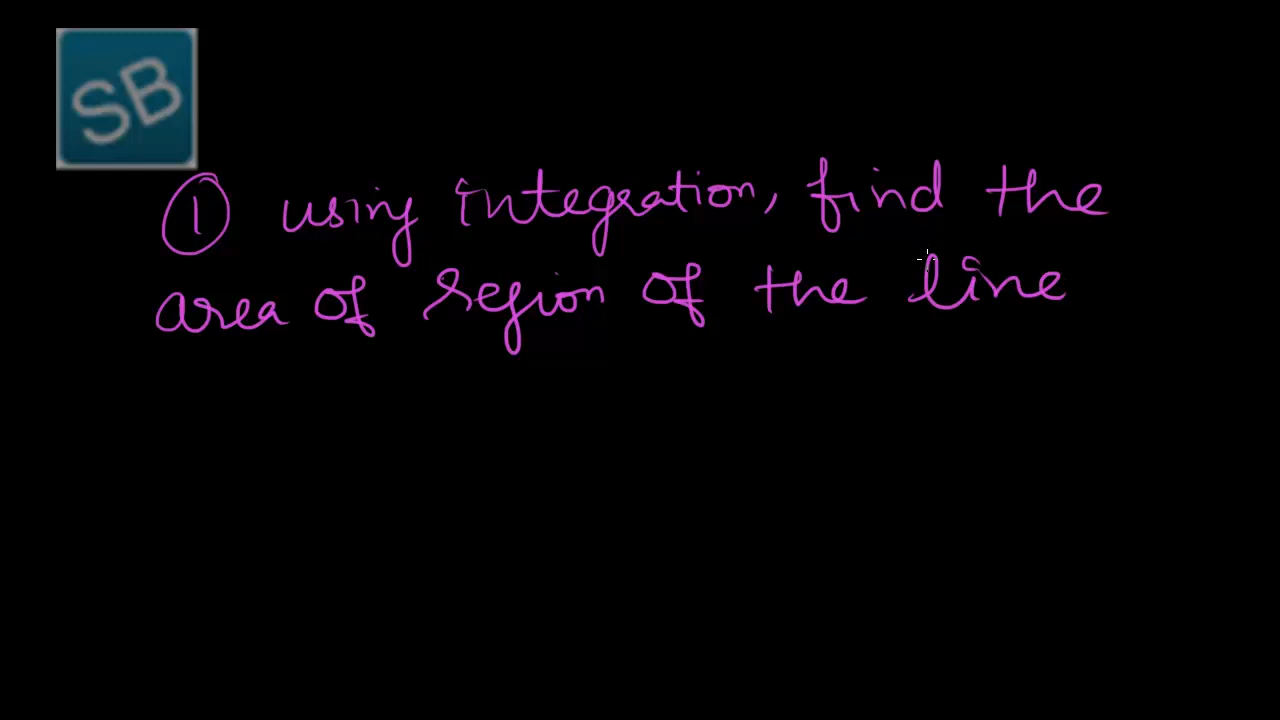 SB
① using integration, find the
area of region of the line